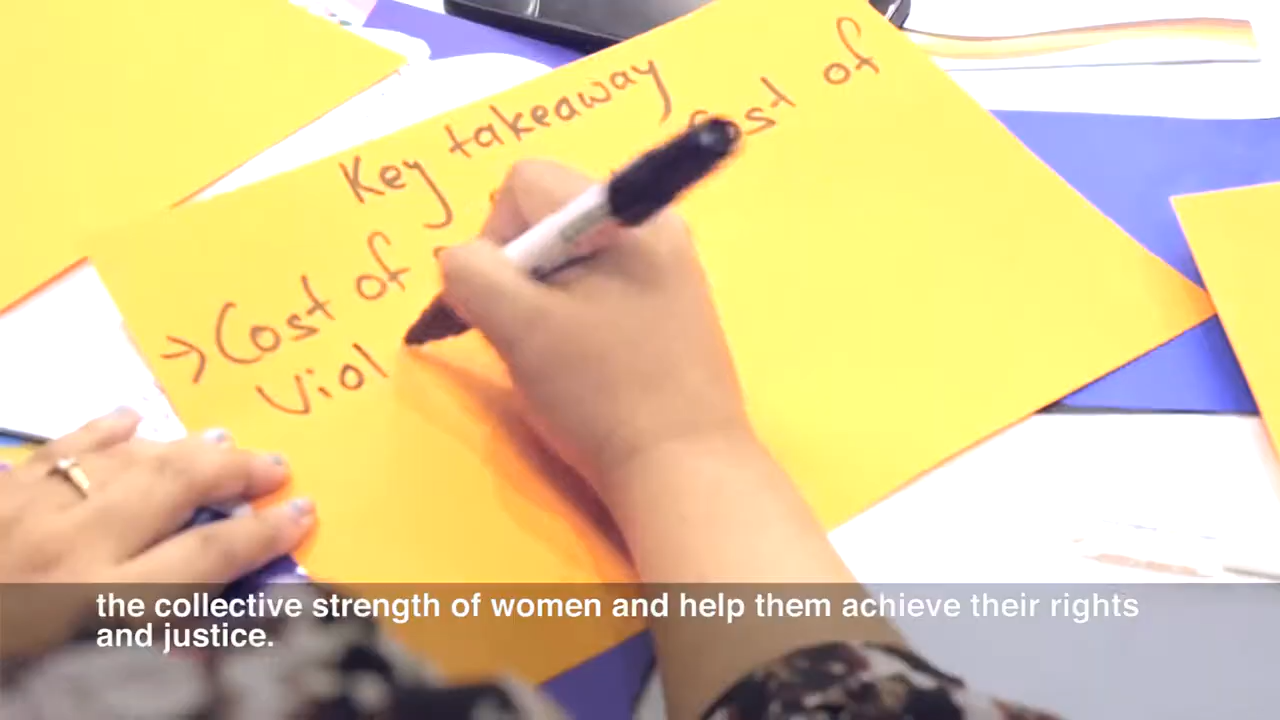 Key takeaway
Cost of
→ Cost of
Viol
the collective strength of women and help them achieve their rights
and justice.